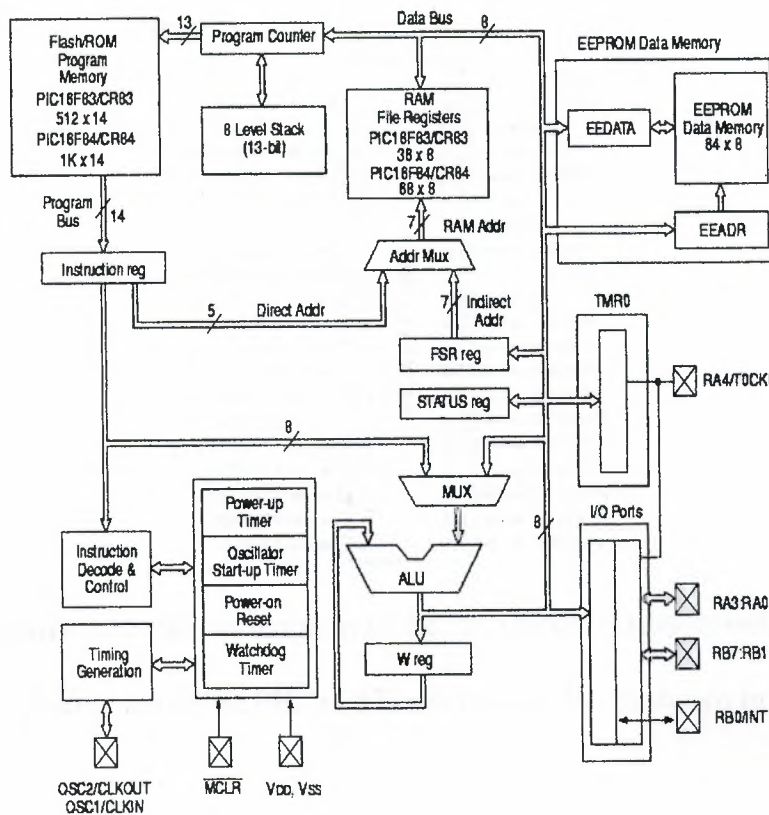 Data Bus
8
13
Flash/ROM
Program
Memory
PIC16F83/CR83
512 x 14
PIC16F84/CR84
1K x 14
Program Counter
8 Level Stack
(13-bit)
RAM
File Registers
PIC16F83/CR83
36 x 8
PIC16F84/CR84
68 x 8
EEPROM Data Memory
EEDATA
EEPROM
Data Memory
84 x 8
EEADR
Program
Bus
14
7
RAM Addr
Addr Mux
Instruction reg
5
Direct Addr
7
Indirect
Addr
FSR reg
STATUS reg
TMR0
RA4/T0CK
8
MUX
Power-up
Timer
Oscillator
Start-up Timer
Power-on
Reset
Watchdog
Timer
Instruction
Decode &
Control
Timing
Generation
ALU
8
W reg
I/O Ports
RA3:RA0
RB7:RB1
RB0/INT
OSC2/CLKOUT
OSC1/CLKIN
MCLR
VDD, VSS